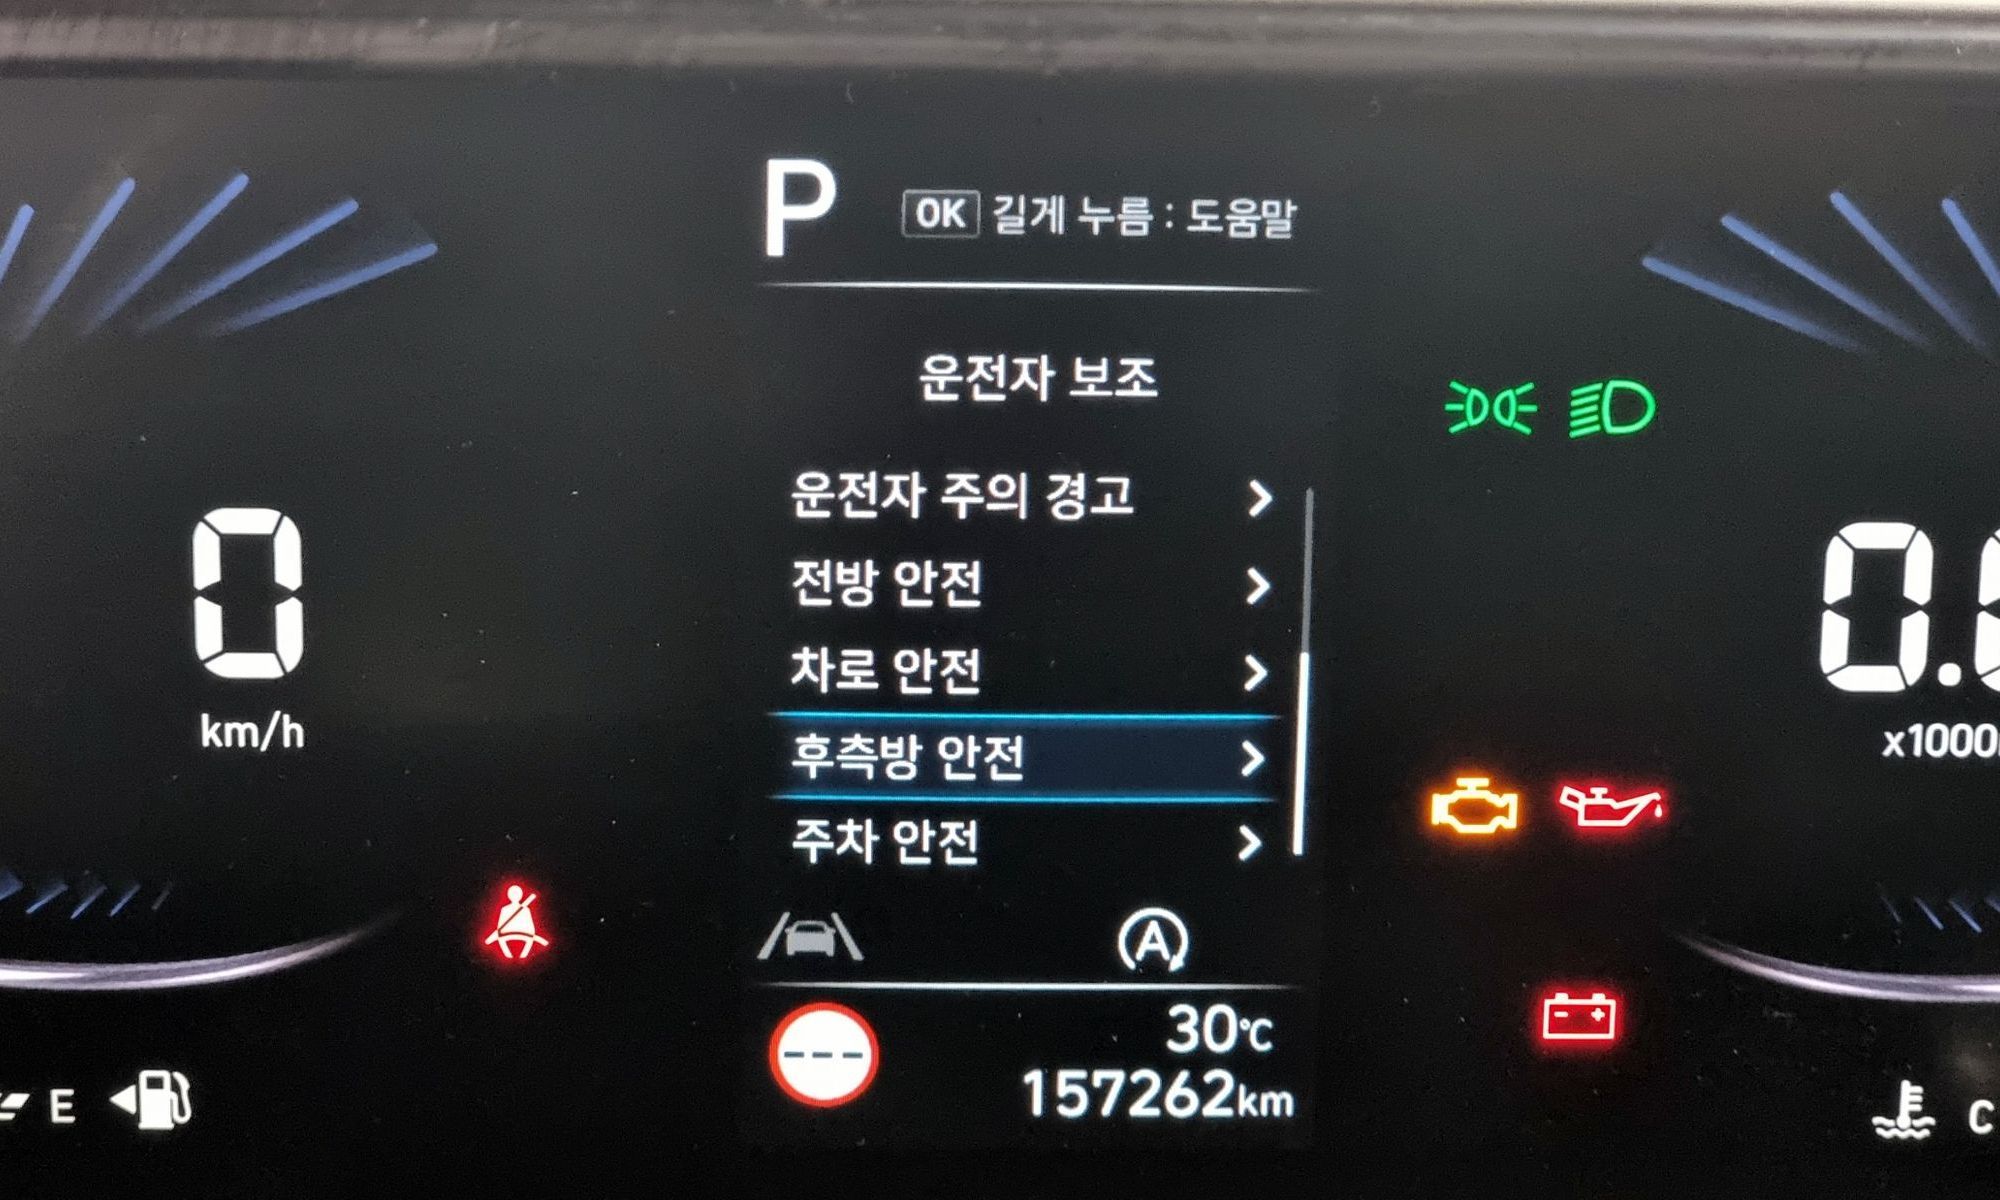 P
OK 길게 누름 : 도움말
운전자 보조
운전자 주의 경고
전방 안전
차로 안전
후측방 안전
주차 안전
0
km/h
0.
x1000
A
---
30°C
157262km
E
C